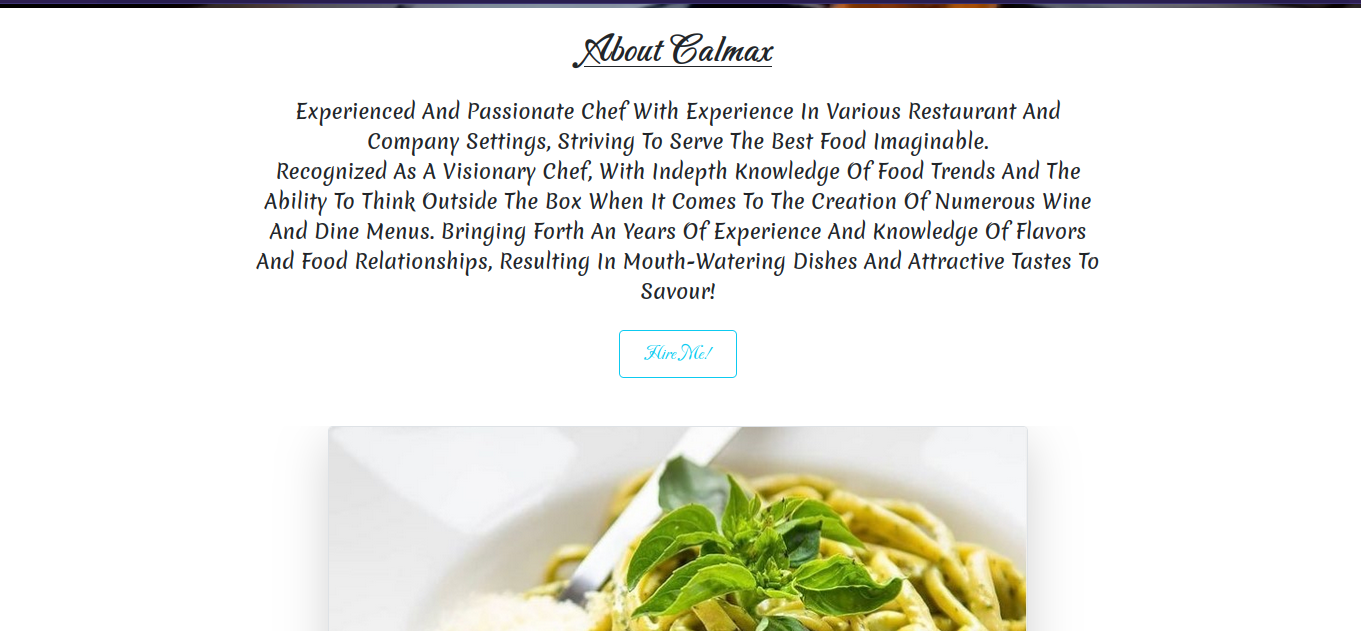 About Calmax
Experienced And Passionate Chef With Experience In Various Restaurant And
Company Settings, Striving To Serve The Best Food Imaginable.
Recognized As A Visionary Chef, With Indepth Knowledge Of Food Trends And The
Ability To Think Outside The Box When It Comes To The Creation Of Numerous Wine
And Dine Menus. Bringing Forth An Years Of Experience And Knowledge Of Flavors
And Food Relationships, Resulting In Mouth-Watering Dishes And Attractive Tastes To
Savour!
Hire Me!